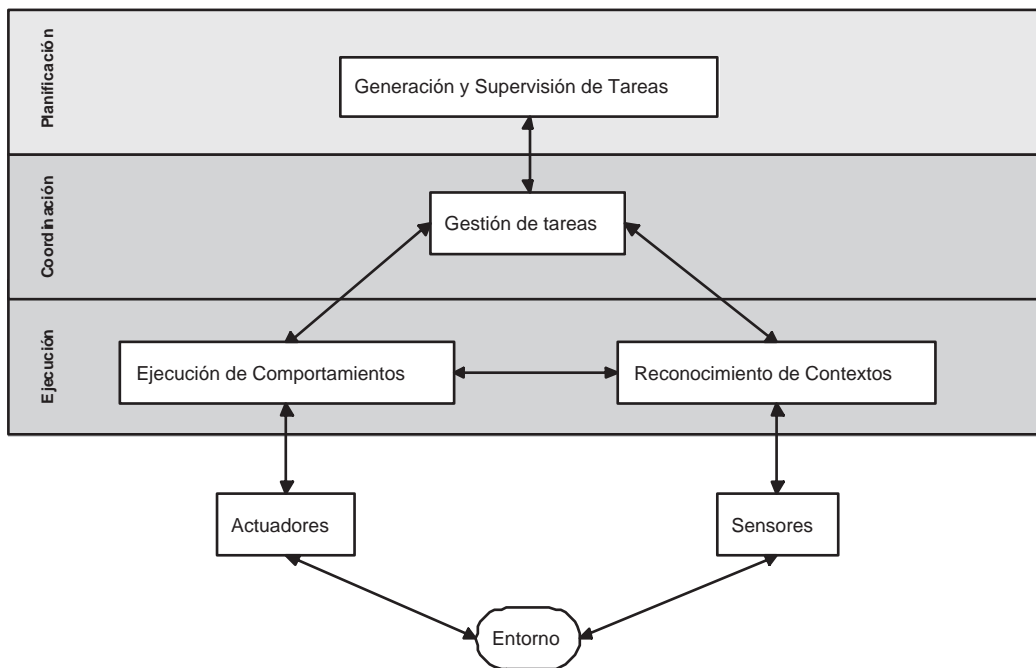 Planificación
Generación y Supervisión de Tareas
Coordinación
Gestión de tareas
Ejecución
Ejecución de Comportamientos
Reconocimiento de Contextos
Actuadores
Sensores
Entorno